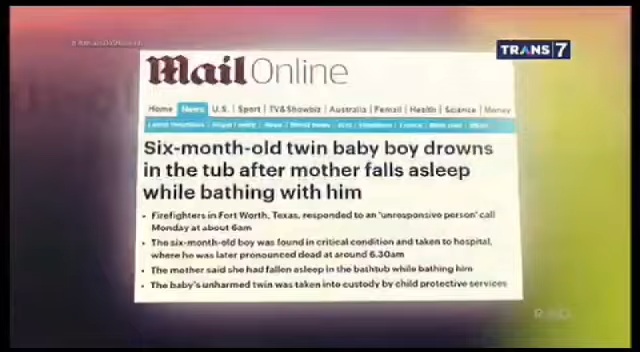 TRANS 7
Mail Online
Home News U.S. Sport TV&Showbiz Australia Femail Health Science Money
Six-month-old twin baby boy drowns
in the tub after mother falls asleep
while bathing with him
• Firefighters in Fort Worth, Texas, responded to an 'unresponsive person' call
Monday at about 6am
• The six-month-old boy was found in critical condition and taken to hospital,
where he was later pronounced dead at around 6.30am
• The mother said she had fallen asleep in the bathtub while bathing him
• The baby's unharmed twin was taken into custody by child protective services